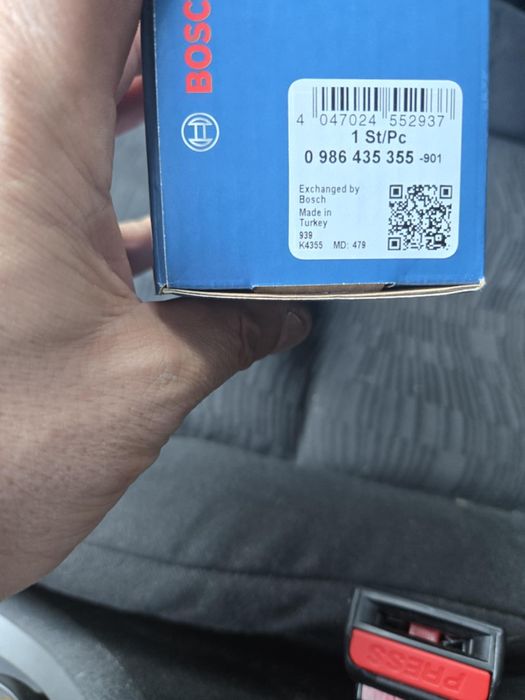 BOSCH
4 047024 552937
1 St/Pc
0 986 435 355 -901
Exchanged by
Bosch
Made in
Turkey
939
K4355 MD: 479
PRESS